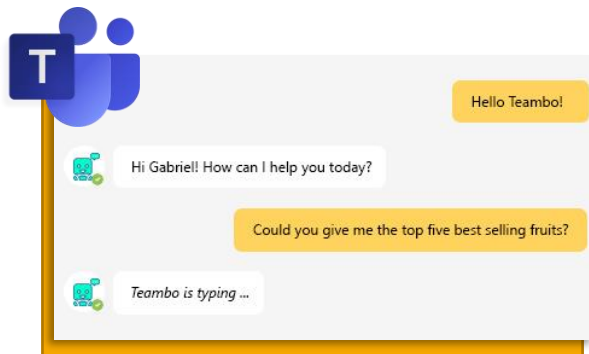 T
Hello Teambo!
Hi Gabriel! How can I help you today?
Could you give me the top five best selling fruits?
Teambo is typing ...